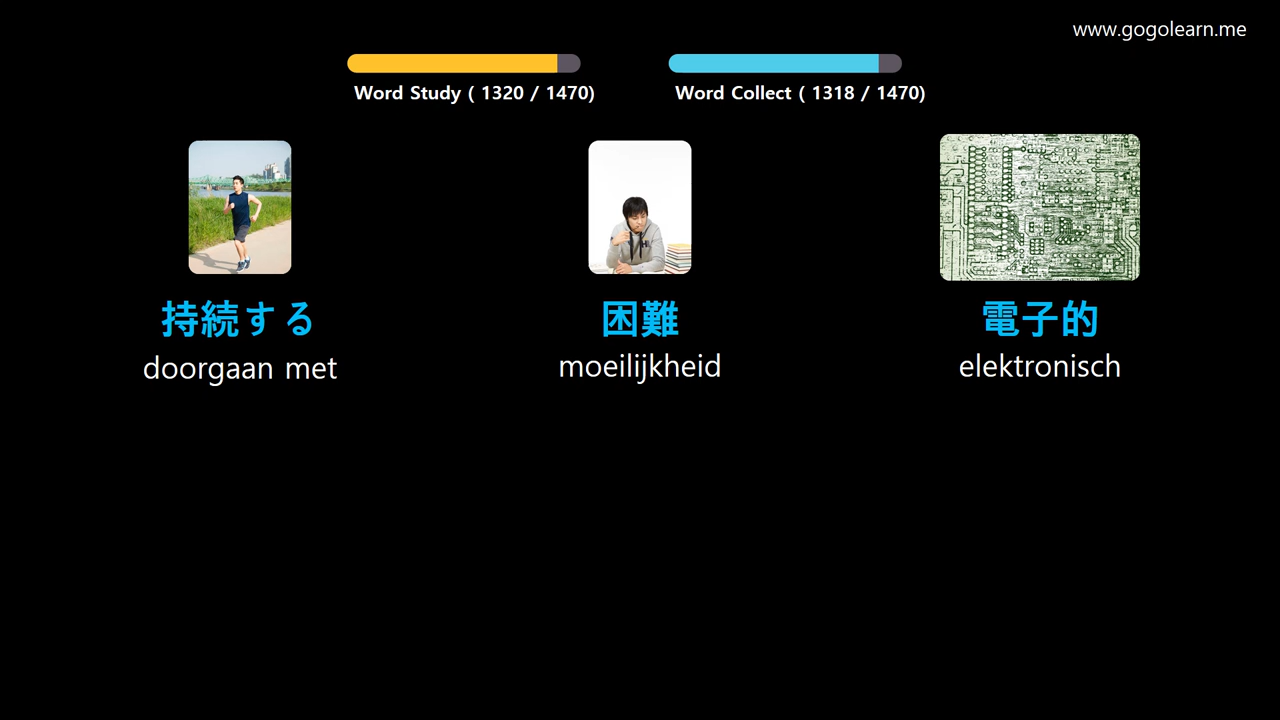 www.gogolearn.me
Word Study ( 1320 / 1470)
Word Collect ( 1318 / 1470)
持続する
困難
電子的
doorgaan met
moeilijkheid
elektronisch